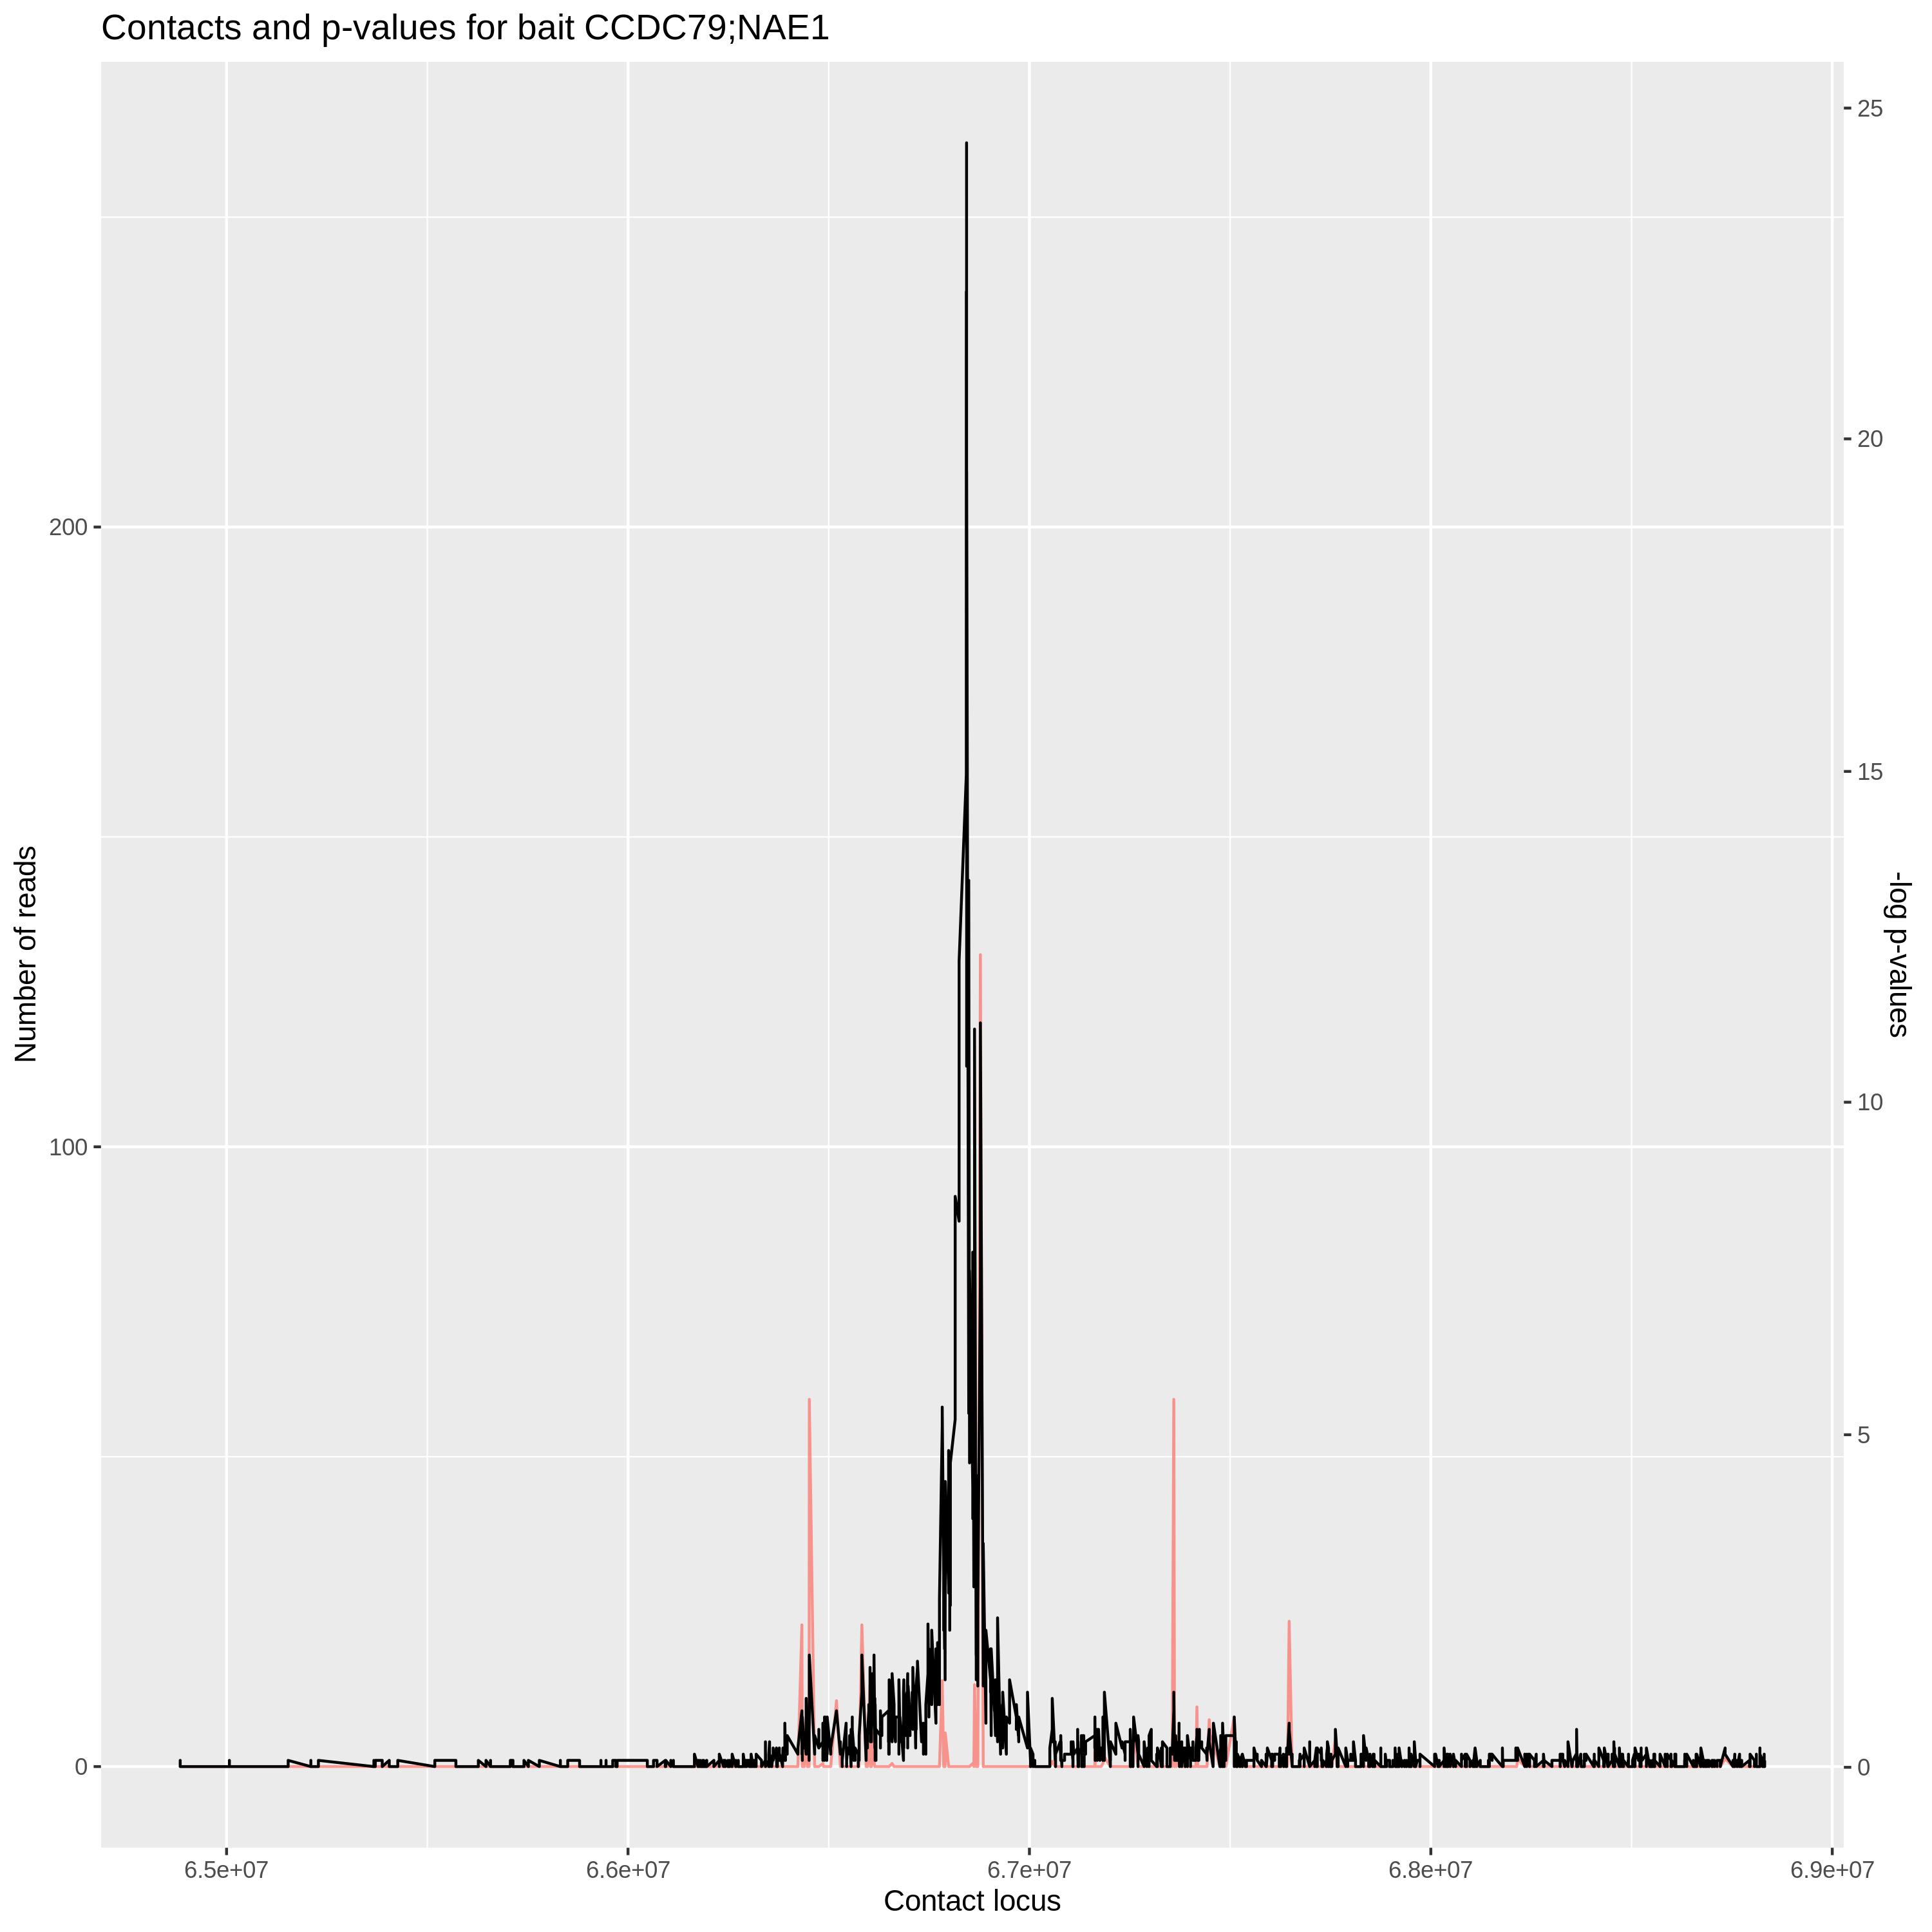 Contacts and p-values for bait CCDC79;NAE1
25
20
200
15
Number of reads
-log p-values
10
100
5
0
0
6.5e+07
6.6e+07
6.7e+07
6.8e+07
6.9e+07
Contact locus